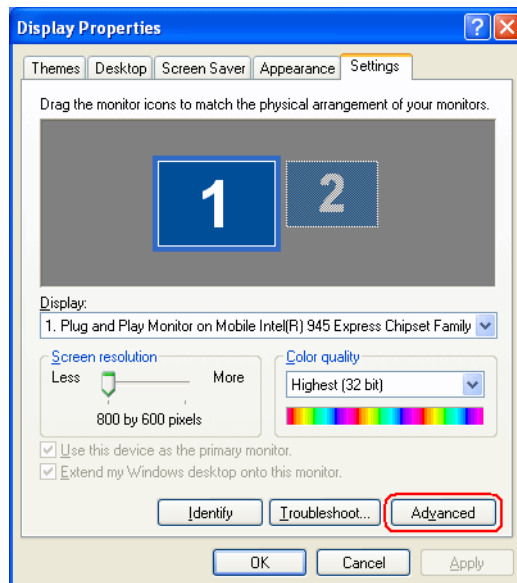 Display Properties
Themes Desktop Screen Saver Appearance Settings
Drag the monitor icons to match the physical arrangement of your monitors.
1 2
Display:
1. Plug and Play Monitor on Mobile Intel(R) 945 Express Chipset Family
Screen resolution
Less More
800 by 600 pixels
Color quality
Highest (32 bit)
Use this device as the primary monitor.
Extend my Windows desktop onto this monitor.
Identify Troubleshoot... Advanced
OK Cancel Apply